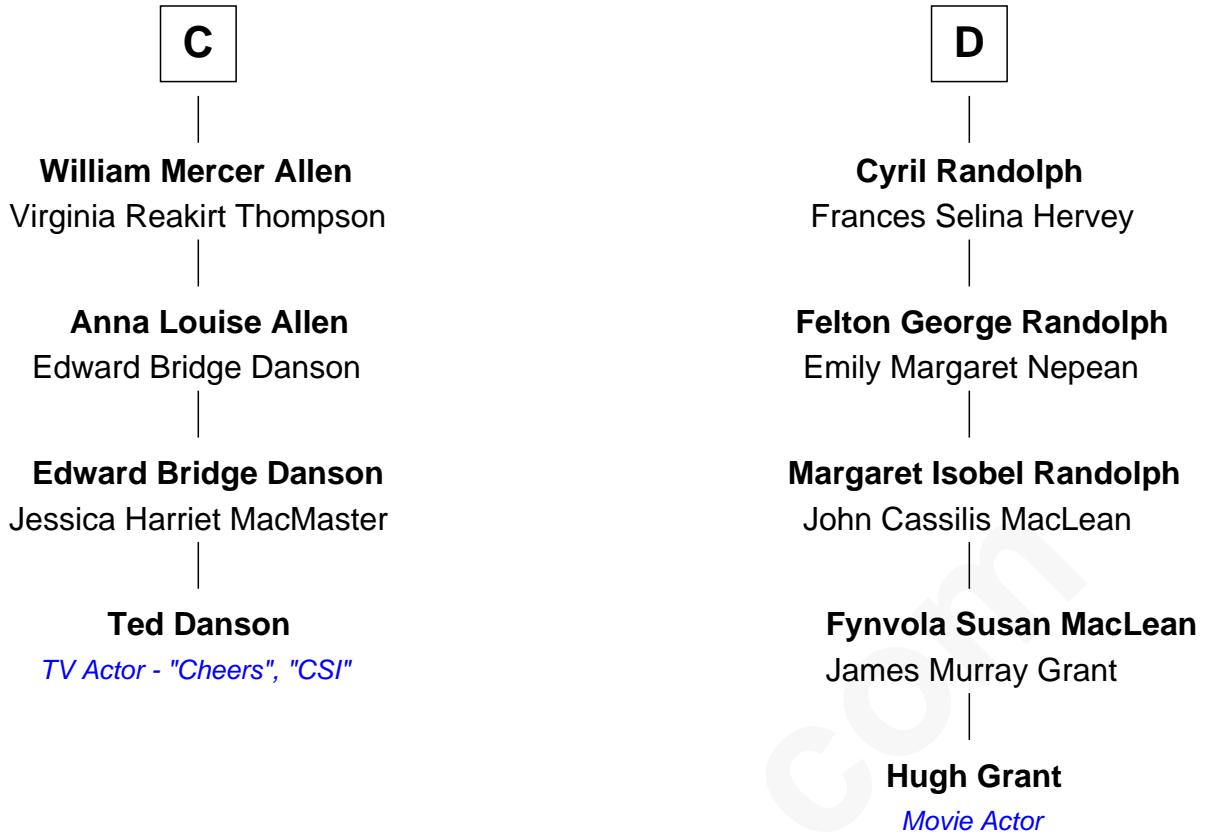 C
William Mercer Allen
Virginia Reakirt Thompson
Anna Louise Allen
Edward Bridge Danson
Edward Bridge Danson
Jessica Harriet MacMaster
Ted Danson
TV Actor - "Cheers", "CSI"
D
Cyril Randolph
Frances Selina Hervey
Felton George Randolph
Emily Margaret Nepean
Margaret Isobel Randolph
John Cassilis MacLean
Fynvola Susan MacLean
James Murray Grant
Hugh Grant
Movie Actor
com